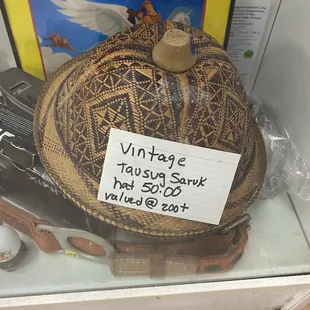 Vintage
Tausug Saruk
hat 50:00
valued @ 200+